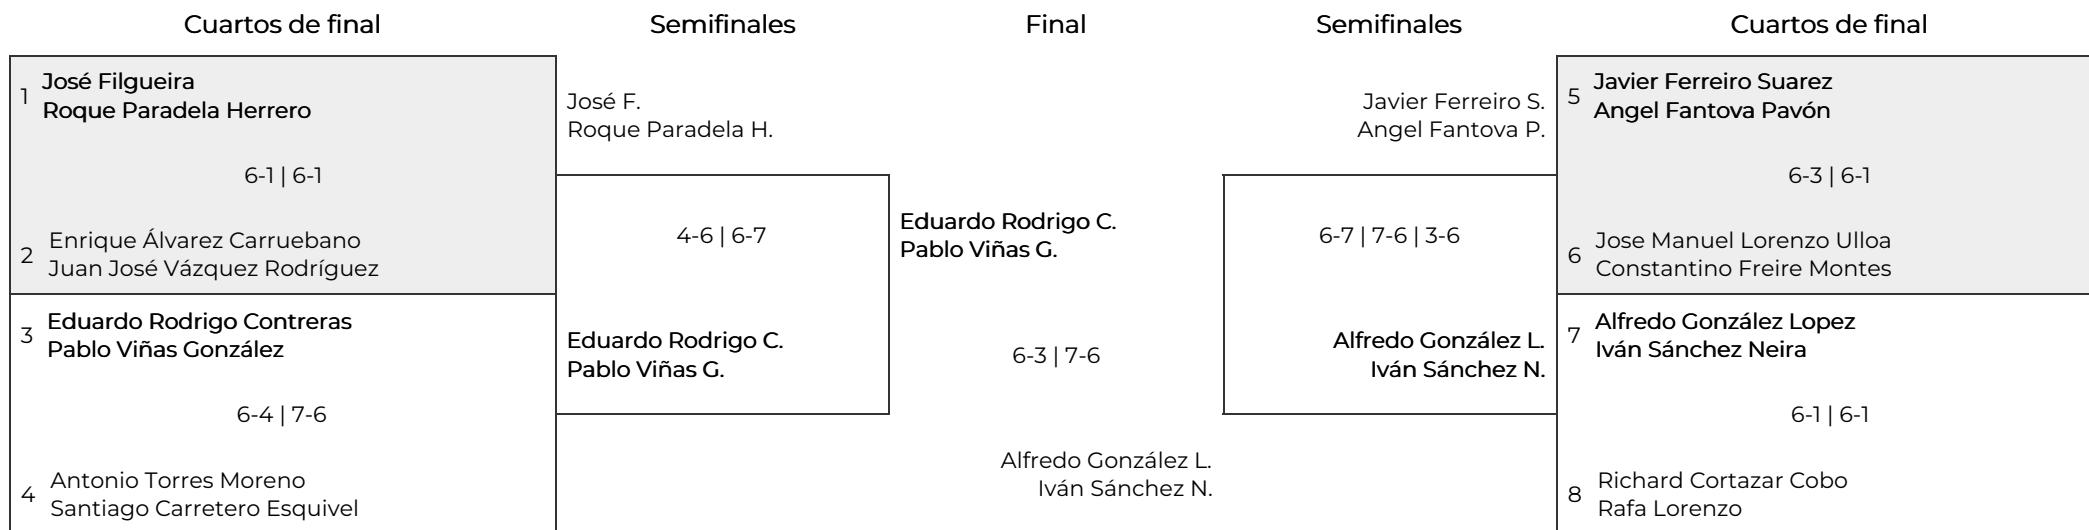 Cuartos de final
Semifinales
Final
Semifinales
Cuartos de final
1
José Filgueira
Roque Paradela Herrero
6-1 | 6-1
2
Enrique Álvarez Carruebano
Juan José Vázquez Rodríguez
3
Eduardo Rodrigo Contreras
Pablo Viñas González
6-4 | 7-6
4
Antonio Torres Moreno
Santiago Carretero Esquivel
José F.
Roque Paradela H.
4-6 | 6-7
Eduardo Rodrigo C.
Pablo Viñas G.
Eduardo Rodrigo C.
Pablo Viñas G.
6-3 | 7-6
Alfredo González L.
Iván Sánchez N.
Javier Ferreiro S.
Angel Fantova P.
6-7 | 7-6 | 3-6
Alfredo González L.
Iván Sánchez N.
5
Javier Ferreiro Suarez
Angel Fantova Pavón
6-3 | 6-1
6
Jose Manuel Lorenzo Ulloa
Constantino Freire Montes
7
Alfredo González Lopez
Iván Sánchez Neira
6-1 | 6-1
8
Richard Cortazar Cobo
Rafa Lorenzo